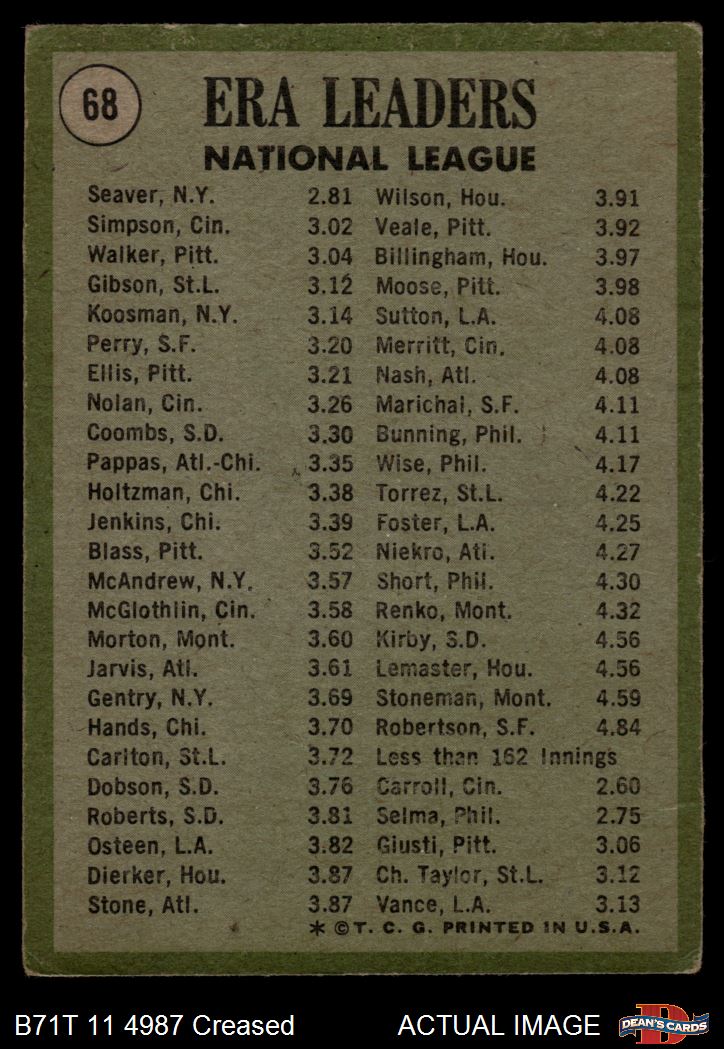 68
ERA LEADERS
NATIONAL LEAGUE
Seaver, N.Y. 2.81
Simpson, Cin. 3.02
Walker, Pitt. 3.04
Gibson, St.L. 3.12
Koosman, N.Y. 3.14
Perry, S.F. 3.20
Ellis, Pitt. 3.21
Nolan, Cin. 3.26
Coombs, S.D. 3.30
Pappas, Atl.-Chi. 3.35
Holtzman, Chi. 3.38
Jenkins, Chi. 3.39
Blass, Pitt. 3.52
McAndrew, N.Y. 3.57
McGlothlin, Cin. 3.58
Morton, Mont. 3.60
Jarvis, Atl. 3.61
Gentry, N.Y. 3.69
Hands, Chi. 3.70
Carlton, St.L. 3.72
Dobson, S.D. 3.76
Roberts, S.D. 3.81
Osteen, L.A. 3.82
Dierker, Hou. 3.87
Stone, Atl. 3.87
Wilson, Hou. 3.91
Veale, Pitt. 3.92
Billingham, Hou. 3.97
Moose, Pitt. 3.98
Sutton, L.A. 4.08
Merritt, Cin. 4.08
Nash, Atl. 4.08
Marichal, S.F. 4.11
Bunning, Phil. 4.11
Wise, Phil. 4.17
Torrez, St.L. 4.22
Foster, L.A. 4.25
Niekro, Atl. 4.27
Short, Phil. 4.30
Renko, Mont. 4.32
Kirby, S.D. 4.56
Lemaster, Hou. 4.56
Stoneman, Mont. 4.59
Robertson, S.F. 4.84
Less than 162 Innings
Carroll, Cin. 2.60
Selma, Phil. 2.75
Giusti, Pitt. 3.06
Ch. Taylor, St.L. 3.12
Vance, L.A. 3.13
* © T. C. G. PRINTED IN U.S.A.
B71T 11 4987 Creased
ACTUAL IMAGE
D
DEAN'S CARDS